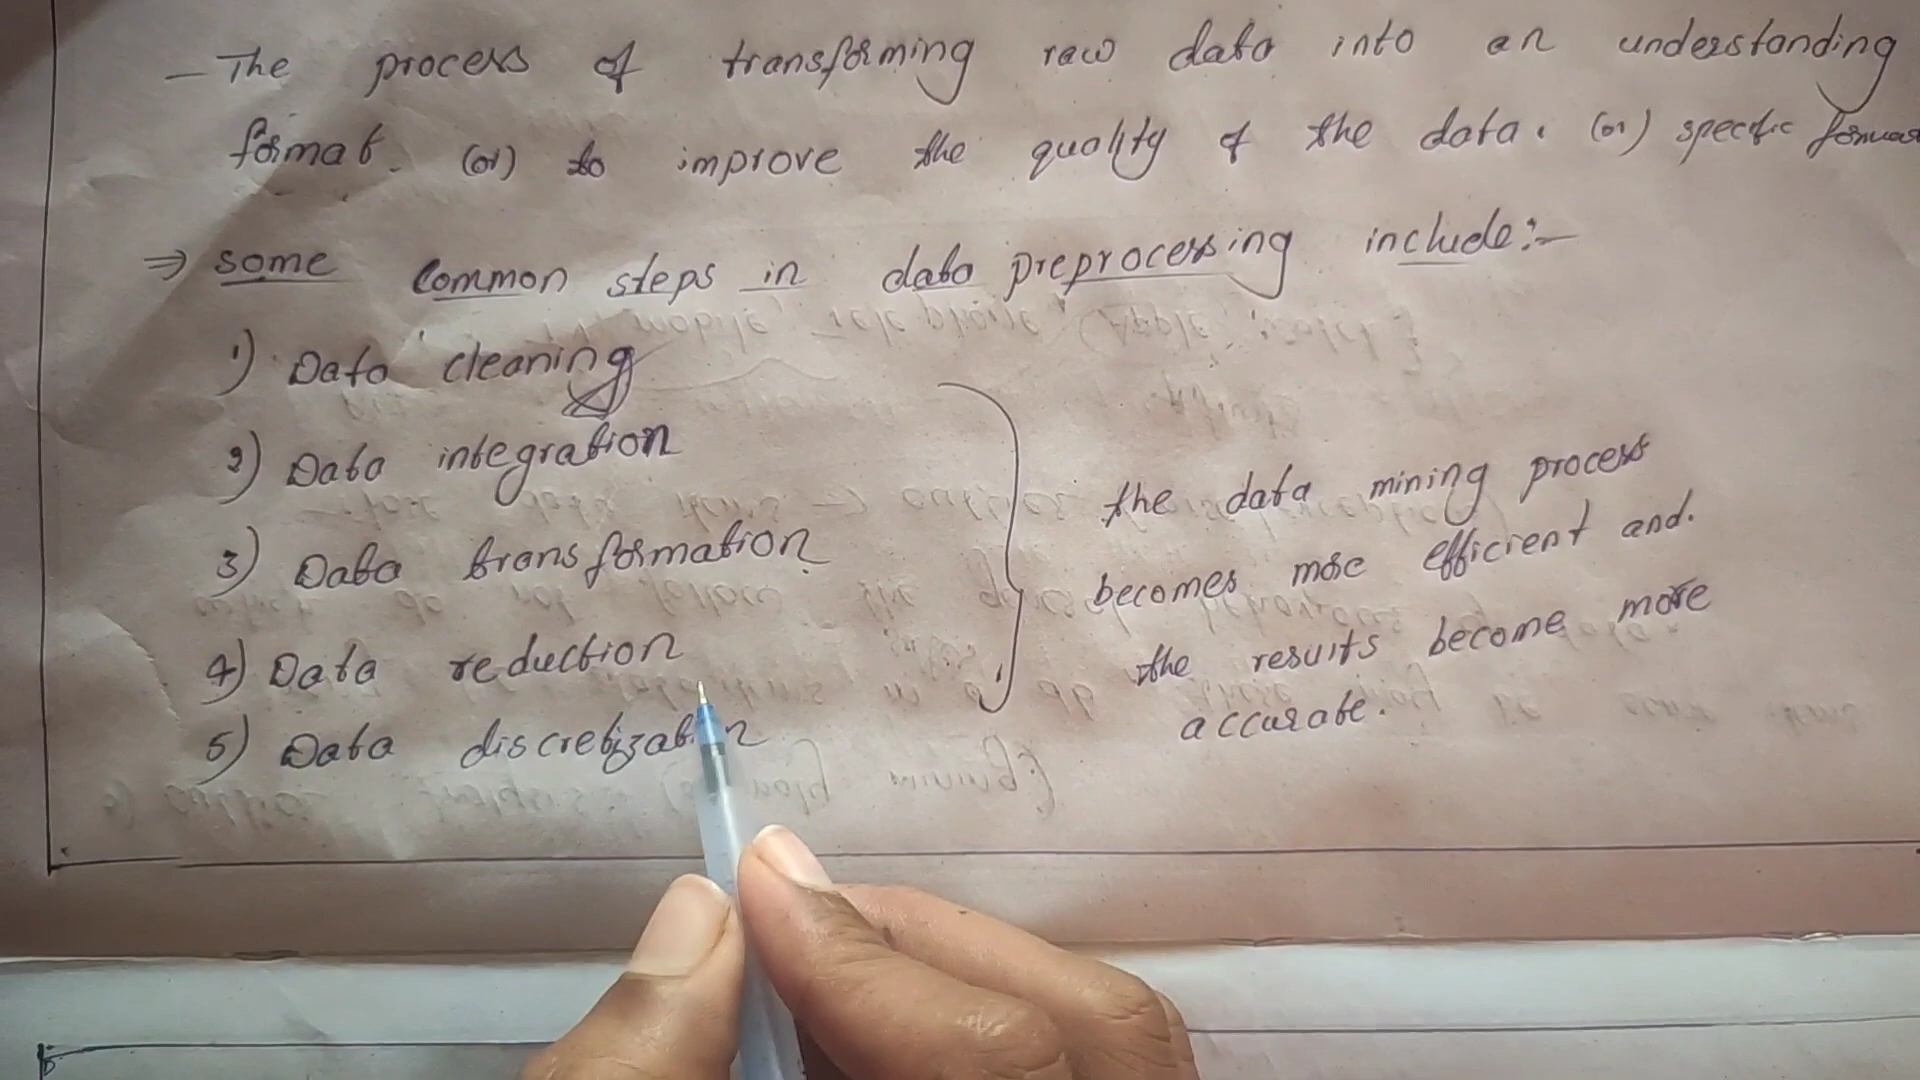 - The process of transforming raw data into an understanding
format. (or) to improve the quality of the data. (or) specific format
⇒ some common steps in data preprocessing include:-
1) Data cleaning
2) Data integration
3) Data transformation
4) Data reduction
5) Data discretization
the data mining process
becomes more efficient and.
the results become more more
accurate.